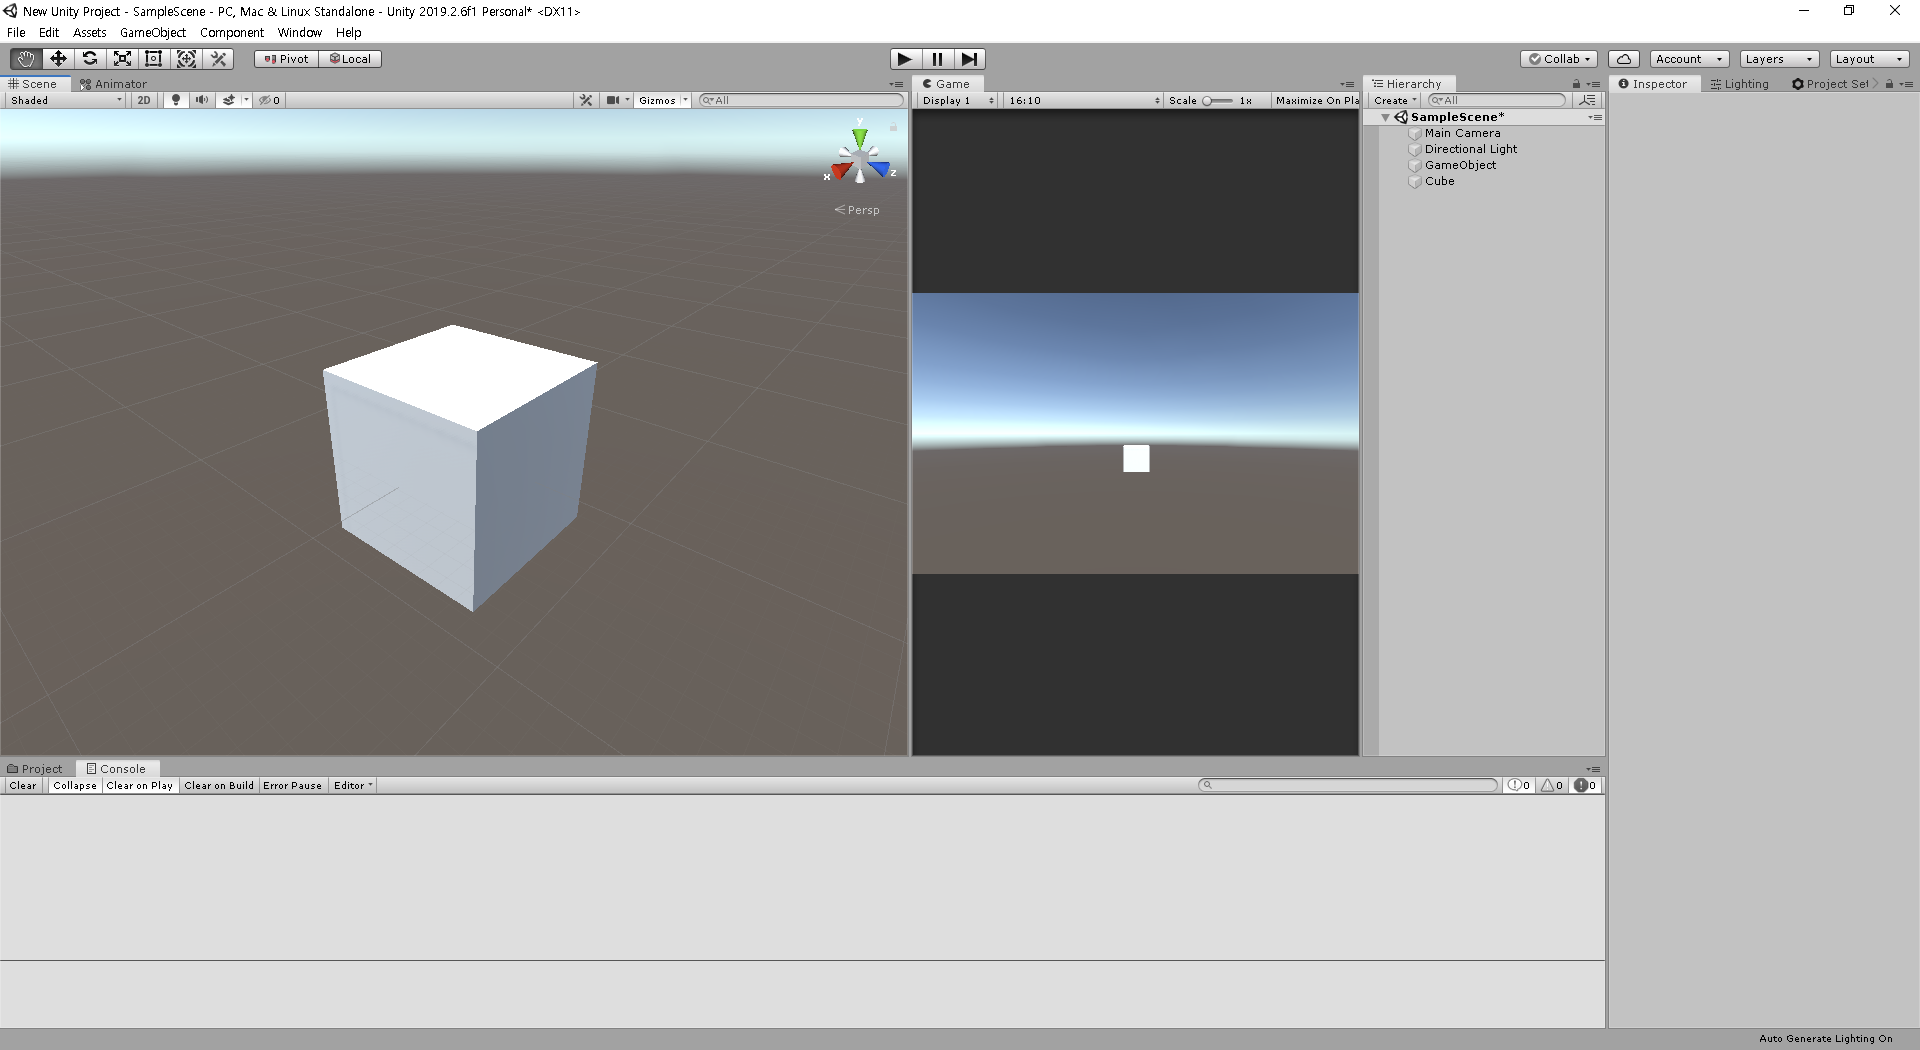 New Unity Project - SampleScene - PC, Mac & Linux Standalone - Unity 2019.2.6f1 Personal* <DX11>
File Edit Assets GameObject Component Window Help
Pivot Local Collab Account Layers Layout
Scene Animator
Shaded 2D 0 Gizmos All
y
x z
Persp
Game
Display 1 16:10 Scale 1x Maximize On Pla
Hierarchy
Create All
SampleScene*
Main Camera
Directional Light
GameObject
Cube
Inspector Lighting Project Set
Project Console
Clear Collapse Clear on Play Clear on Build Error Pause Editor 0 0 0
Auto Generate Lighting On